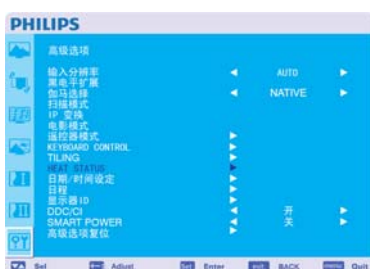 PHILIPS
高级选项
输入分辨率 AUTO
黑电平扩展
伽马选择 NATIVE
扫描模式
IP 变换
电影模式
遥控器模式
KEYBOARD CONTROL
TILING
HEAT STATUS
日期/时间设定
日程
显示器ID
DDC/CI 开
SMART POWER 关
高级选项复位
Sel Adjust Enter BACK Quit